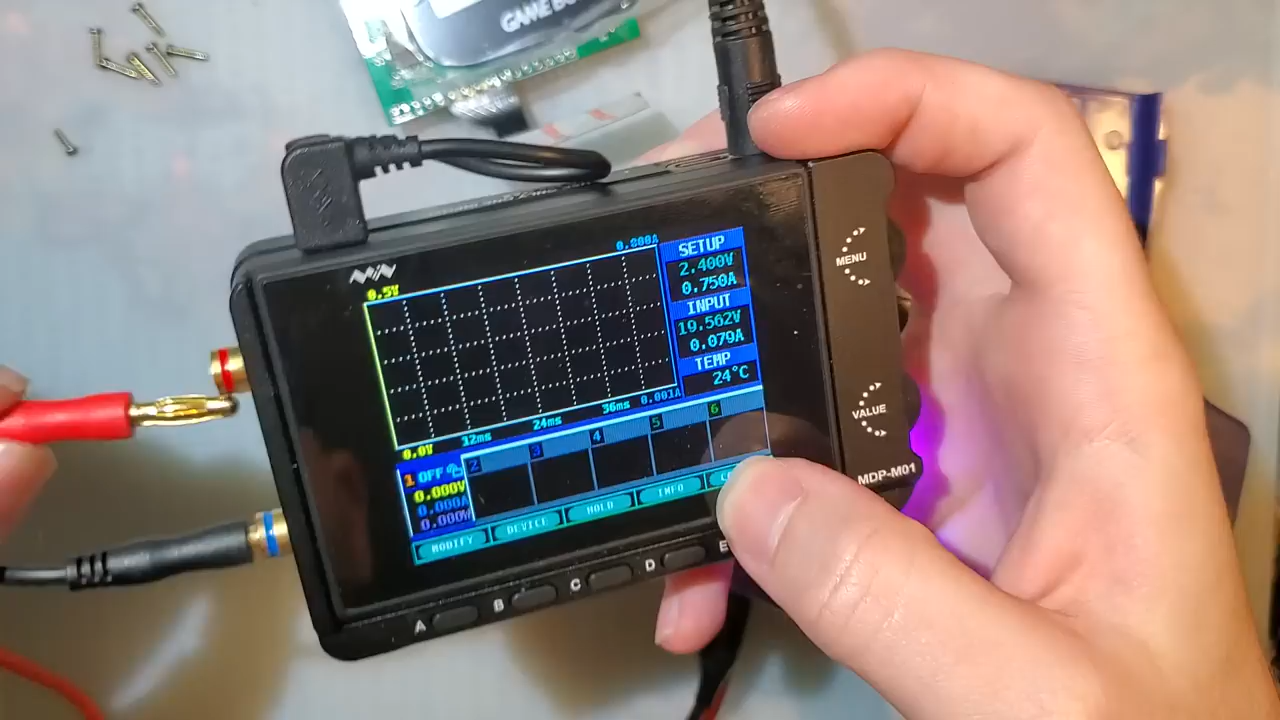 GAME BO
MENU
VALUE
MDP-M01
0.800A
0.5V
SETUP
2.400V
0.750A
INPUT
19.562V
0.079A
TEMP
24°C
0.0V 12ms 24ms 36ms 0.001A
1 OFF 2 3 4 5 6
0.000V
0.000A
0.000W
MODIFY DEVICE HOLD INFO
A B C D E